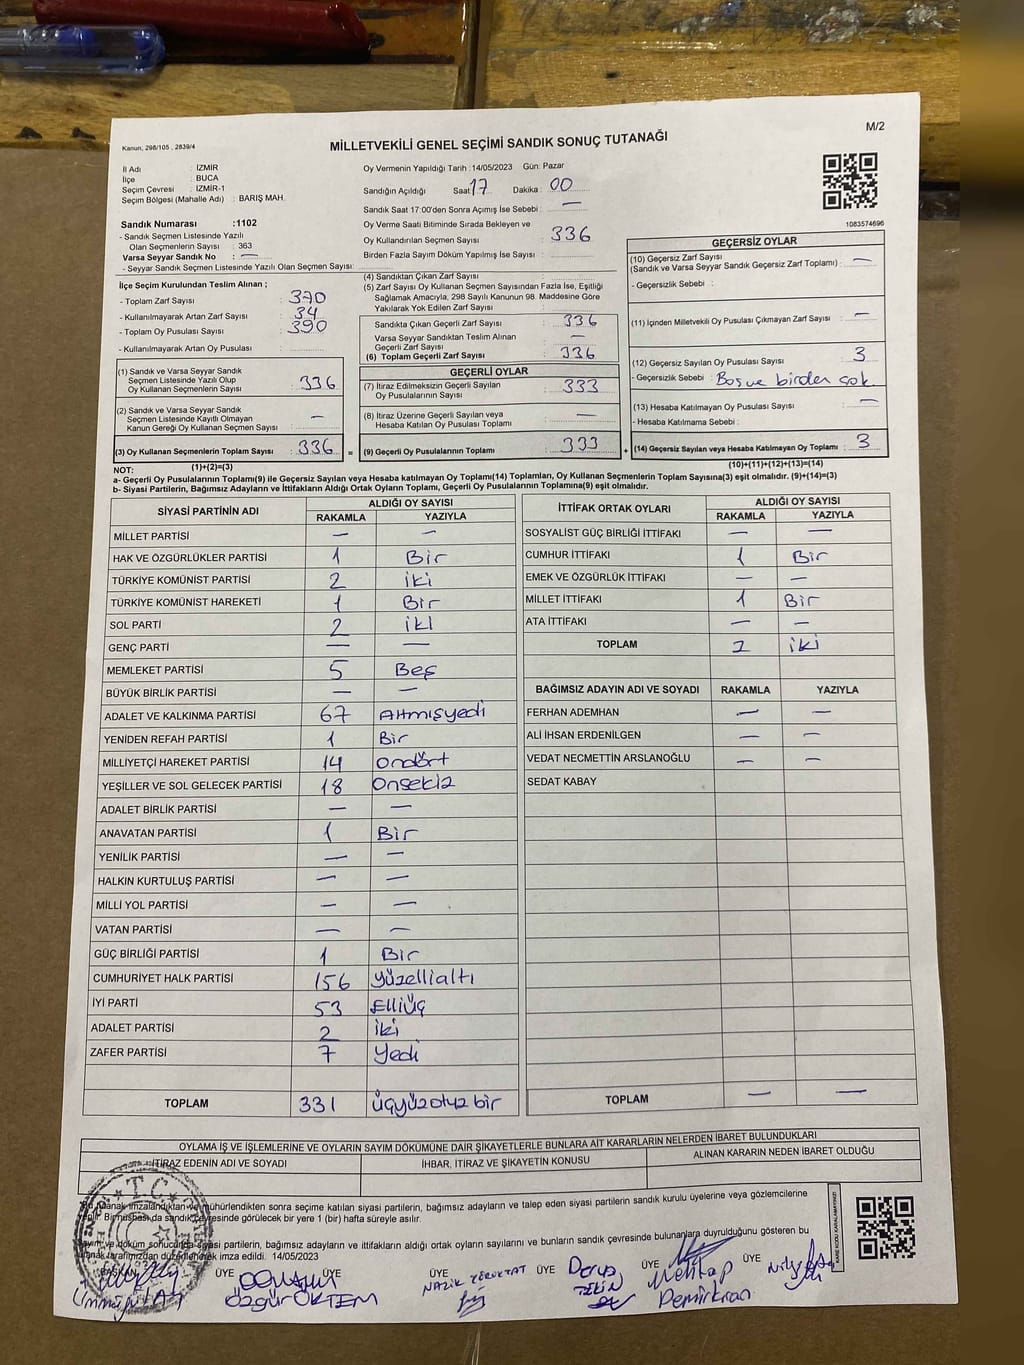 M/2
Kanun; 298/105 , 2839/4
MİLLETVEKİLİ GENEL SEÇİMİ SANDIK SONUÇ TUTANAĞI
İl Adı : İZMİR
İlçe : BUCA
Seçim Çevresi : İZMİR-1
Seçim Bölgesi (Mahalle Adı) : BARIŞ MAH.
Sandık Numarası :1102
- Sandık Seçmen Listesinde Yazılı
Olan Seçmenlerin Sayısı : 363
Varsa Seyyar Sandık No : —
- Seyyar Sandık Seçmen Listesinde Yazılı Olan Seçmen Sayısı
Oy Vermenin Yapıldığı Tarih :14/05/2023 Gün: Pazar
Sandığın Açıldığı Saat 17 Dakika : 00
Sandık Saat 17:00'den Sonra Açımış İse Sebebi : —
Oy Verme Saati Bitiminde Sırada Bekleyen ve
Oy Kullandırılan Seçmen Sayısı : 336
Birden Fazla Sayım Döküm Yapılmış İse Sayısı :
1083574696
İlçe Seçim Kurulundan Teslim Alınan ;
- Toplam Zarf Sayısı : 370
- Kullanılmayarak Artan Zarf Sayısı : 34
- Toplam Oy Pusulası Sayısı : 390
- Kullanılmayarak Artan Oy Pusulası :
(1) Sandık ve Varsa Seyyar Sandık
Seçmen Listesinde Yazılı Olup
Oy Kullanan Seçmenlerin Sayısı : 336
(2) Sandık ve Varsa Seyyar Sandık
Seçmen Listesinde Kayıtlı Olmayan
Kanun Gereği Oy Kullanan Seçmen Sayısı : —
(3) Oy Kullanan Seçmenlerin Toplam Sayısı : 336 =
(1)+(2)=(3)
(4) Sandıktan Çıkan Zarf Sayısı :
(5) Zarf Sayısı Oy Kullanan Seçmen Sayısından Fazla İse, Eşitliği
Sağlamak Amacıyla, 298 Sayılı Kanunun 98. Maddesine Göre
Yakılarak Yok Edilen Zarf Sayısı :
Sandıkta Çıkan Geçerli Zarf Sayısı : 336
Varsa Seyyar Sandıktan Teslim Alınan
Geçerli Zarf Sayısı : —
(6) Toplam Geçerli Zarf Sayısı : 336
GEÇERLİ OYLAR
(7) İtiraz Edilmeksizin Geçerli Sayılan
Oy Pusulalarının Sayısı : 333
(8) İtiraz Üzerine Geçerli Sayılan veya
Hesaba Katılan Oy Pusulası Toplamı : —
(9) Geçerli Oy Pusulalarının Toplamı : 333 +
GEÇERSİZ OYLAR
(10) Geçersiz Zarf Sayısı
(Sandık ve Varsa Seyyar Sandık Geçersiz Zarf Toplamı) : —
- Geçersizlik Sebebi :
(11) İçinden Milletvekili Oy Pusulası Çıkmayan Zarf Sayısı : —
(12) Geçersiz Sayılan Oy Pusulası Sayısı : 3
- Geçersizlik Sebebi : Boş ve birden çok
(13) Hesaba Katılmayan Oy Pusulası Sayısı : —
- Hesaba Katılmama Sebebi :
(14) Geçersiz Sayılan veya Hesaba Katılmayan Oy Toplamı : 3
(10)+(11)+(12)+(13)=(14)
NOT:
a- Geçerli Oy Pusulalarının Toplamı(9) ile Geçersiz Sayılan veya Hesaba katılmayan Oy Toplamı(14) Toplamları, Oy Kullanan Seçmenlerin Toplam Sayısına(3) eşit olmalıdır. (9)+(14)=(3)
b- Siyasi Partilerin, Bağımsız Adayların ve İttifakların Aldığı Ortak Oyların Toplamı, Geçerli Oy Pusulalarının Toplamına(9) eşit olmalıdır.
SİYASİ PARTİNİN ADI ALDIĞI OY SAYISI
RAKAMLA YAZIYLA
MİLLET PARTİSİ — —
HAK VE ÖZGÜRLÜKLER PARTİSİ 1 Bir
TÜRKİYE KOMÜNİST PARTİSİ 2 iki
TÜRKİYE KOMÜNİST HAREKETİ 1 Bir
SOL PARTİ 2 iki
GENÇ PARTİ — —
MEMLEKET PARTİSİ 5 Beş
BÜYÜK BİRLİK PARTİSİ — —
ADALET VE KALKINMA PARTİSİ 67 Altmışyedi
YENİDEN REFAH PARTİSİ 1 Bir
MİLLİYETÇİ HAREKET PARTİSİ 14 Ondört
YEŞİLLER VE SOL GELECEK PARTİSİ 18 Onsekiz
ADALET BİRLİK PARTİSİ — —
ANAVATAN PARTİSİ 1 Bir
YENİLİK PARTİSİ — —
HALKIN KURTULUŞ PARTİSİ — —
MİLLİ YOL PARTİSİ — —
VATAN PARTİSİ — —
GÜÇ BİRLİĞİ PARTİSİ 1 Bir
CUMHURİYET HALK PARTİSİ 156 yüzellialtı
İYİ PARTİ 53 Elliüç
ADALET PARTİSİ 2 iki
ZAFER PARTİSİ 7 Yedi
TOPLAM 331 üçyüzotuz bir
İTTİFAK ORTAK OYLARI ALDIĞI OY SAYISI
RAKAMLA YAZIYLA
SOSYALİST GÜÇ BİRLİĞİ İTTİFAKI — —
CUMHUR İTTİFAKI 1 Bir
EMEK VE ÖZGÜRLÜK İTTİFAKI — —
MİLLET İTTİFAKI 1 Bir
ATA İTTİFAKI — —
TOPLAM 2 iki
BAĞIMSIZ ADAYIN ADI VE SOYADI RAKAMLA YAZIYLA
FERHAN ADEMHAN — —
ALİ İHSAN ERDENİLGEN — —
VEDAT NECMETTİN ARSLANOĞLU — —
SEDAT KABAY
TOPLAM — —
OYLAMA İŞ VE İŞLEMLERİNE VE OYLARIN SAYIM DÖKÜMÜNE DAİR ŞİKAYETLERLE BUNLARA AİT KARARLARIN NELERDEN İBARET BULUNDUKLARI
İTİRAZ EDENİN ADI VE SOYADI İHBAR, İTİRAZ VE ŞİKAYETİN KONUSU ALINAN KARARIN NEDEN İBARET OLDUĞU
imzalandıktan ve mühürlendikten sonra seçime katılan siyasi partilerin, bağımsız adayların ve talep eden siyasi partilerin sandık kurulu üyelerine veya gözlemcilerine
Bir nüshası da sandık çevresinde görülecek bir yere 1 (bir) hafta süreyle asılır.
ve döküm sonucunda siyasi partilerin, bağımsız adayların ve ittifakların aldığı ortak oyların sayılarını ve bunların sandık çevresinde bulunanlara duyrulduğunu gösteren bu
tarafımızdan düzenlenerek imza edildi. 14/05/2023
T.C.
BAŞKAN ÜYE ÜYE ÜYE ÜYE ÜYE ÜYE
Özgür ÖKTEM
Derya
Mehtap
Demirkran